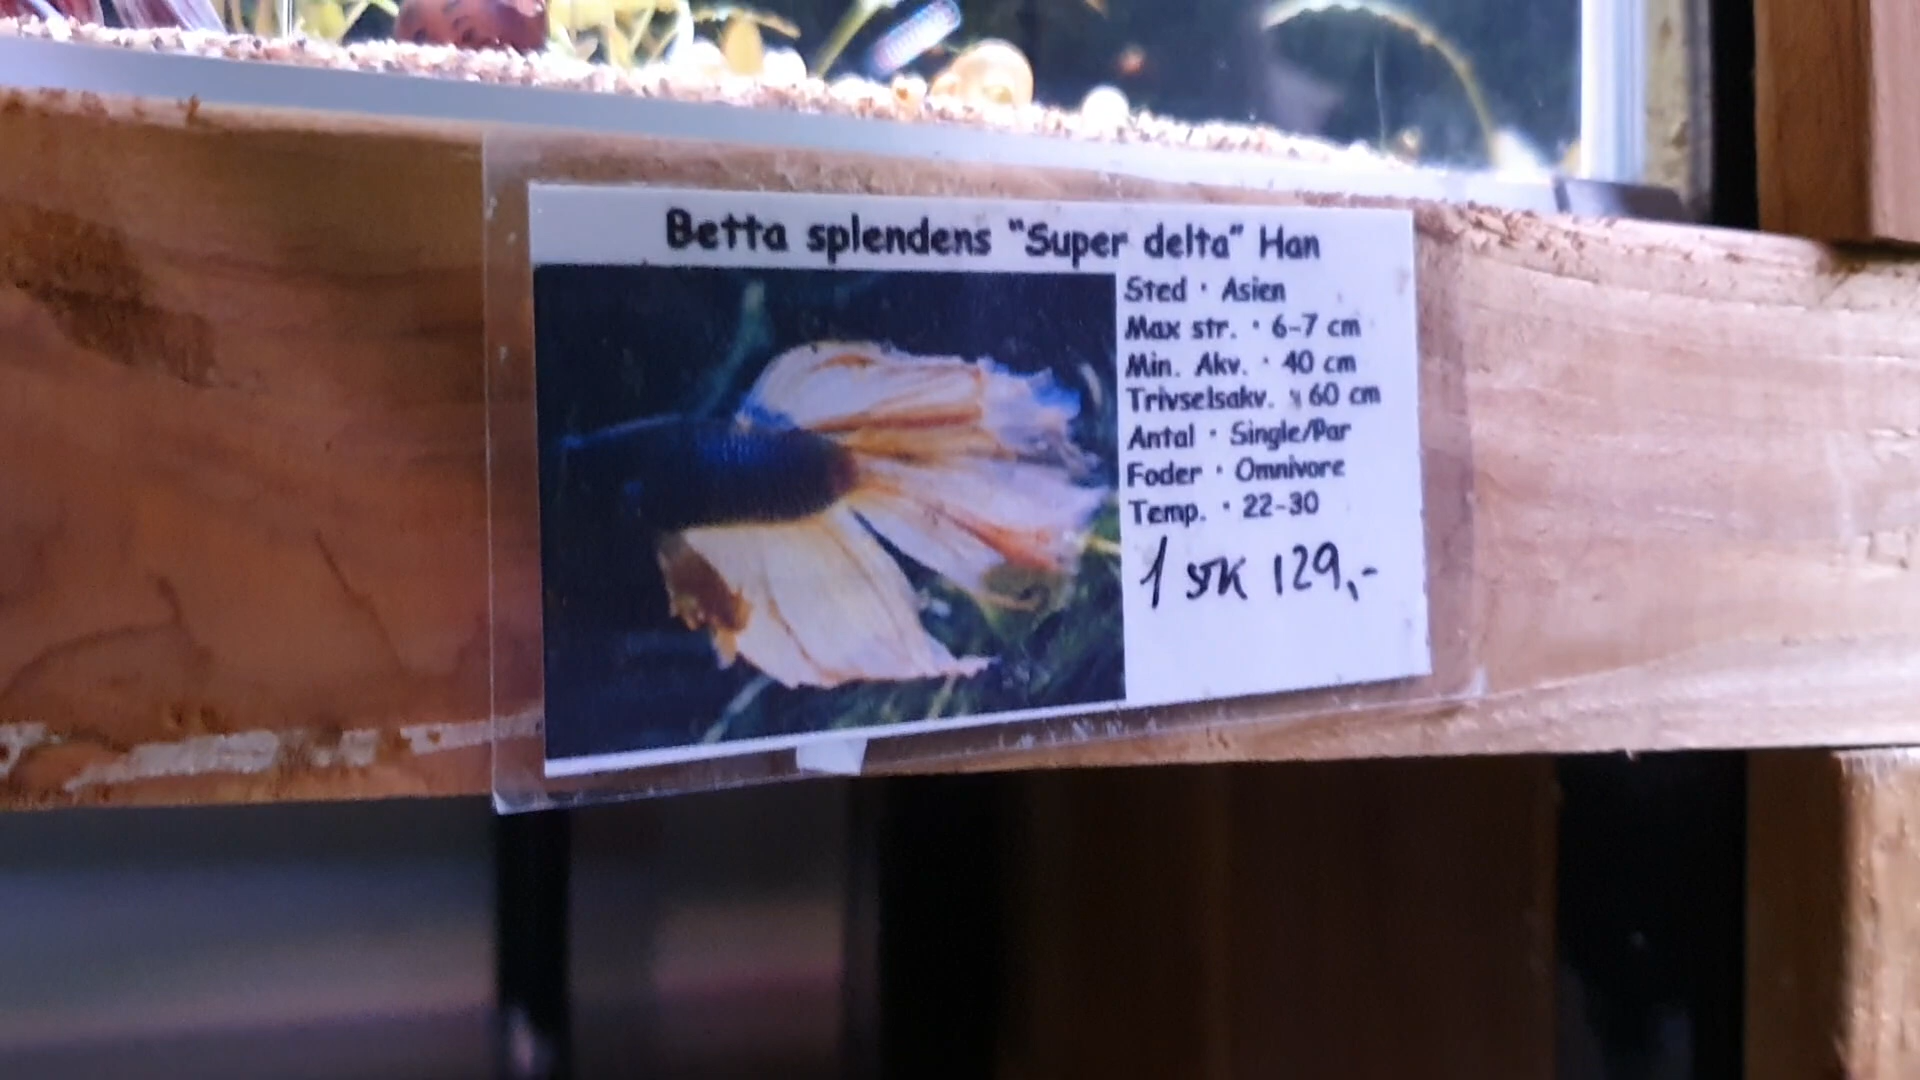 Betta splendens "Super delta" Han
Sted · Asien
Max str. · 6-7 cm
Min. Akv. · 40 cm
Trivselsakv. · 60 cm
Antal · Single/Par
Foder · Omnivore
Temp. · 22-30
1 STK 129,-